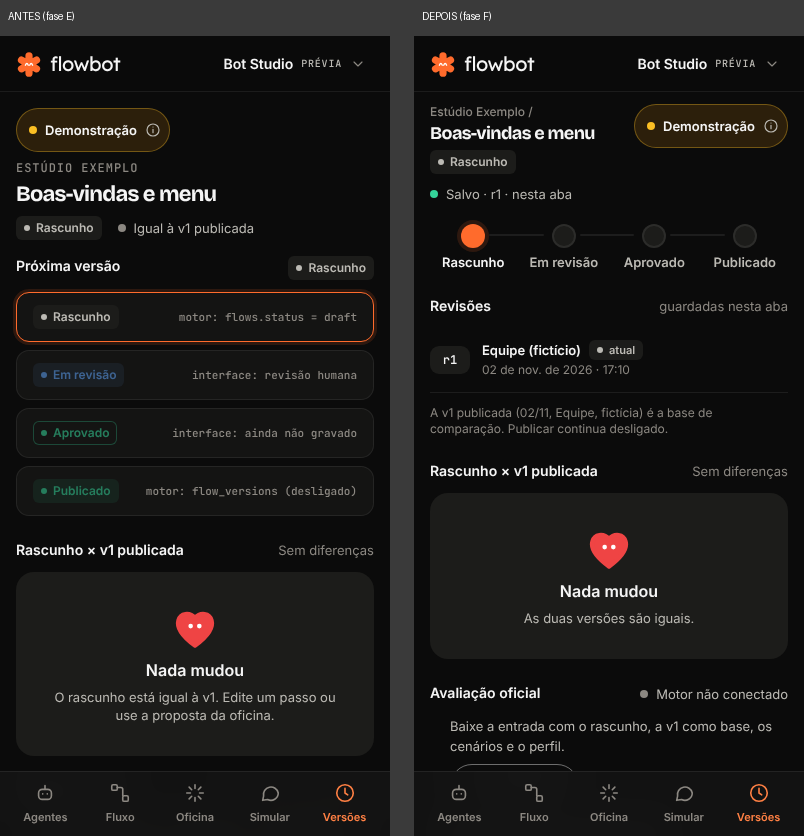 ANTES (fase E)
flowbot
Bot Studio PRÉVIA
Demonstração
ESTÚDIO EXEMPLO
Boas-vindas e menu
Rascunho
Igual à v1 publicada
Próxima versão
Rascunho
Rascunho
motor: flows.status = draft
Em revisão
interface: revisão humana
Aprovado
interface: ainda não gravado
Publicado
motor: flow_versions (desligado)
Rascunho × v1 publicada
Sem diferenças
Nada mudou
O rascunho está igual à v1. Edite um passo ou
use a proposta da oficina.
Agentes
Fluxo
Oficina
Simular
Versões
DEPOIS (fase F)
flowbot
Bot Studio PRÉVIA
Estúdio Exemplo /
Boas-vindas e menu
Demonstração
Rascunho
Salvo · r1 · nesta aba
Rascunho
Em revisão
Aprovado
Publicado
Revisões
guardadas nesta aba
r1
Equipe (fictício)
atual
02 de nov. de 2026 · 17:10
A v1 publicada (02/11, Equipe, fictícia) é a base de
comparação. Publicar continua desligado.
Rascunho × v1 publicada
Sem diferenças
Nada mudou
As duas versões são iguais.
Avaliação oficial
Motor não conectado
Baixe a entrada com o rascunho, a v1 como base, os
cenários e o perfil.
Agentes
Fluxo
Oficina
Simular
Versões